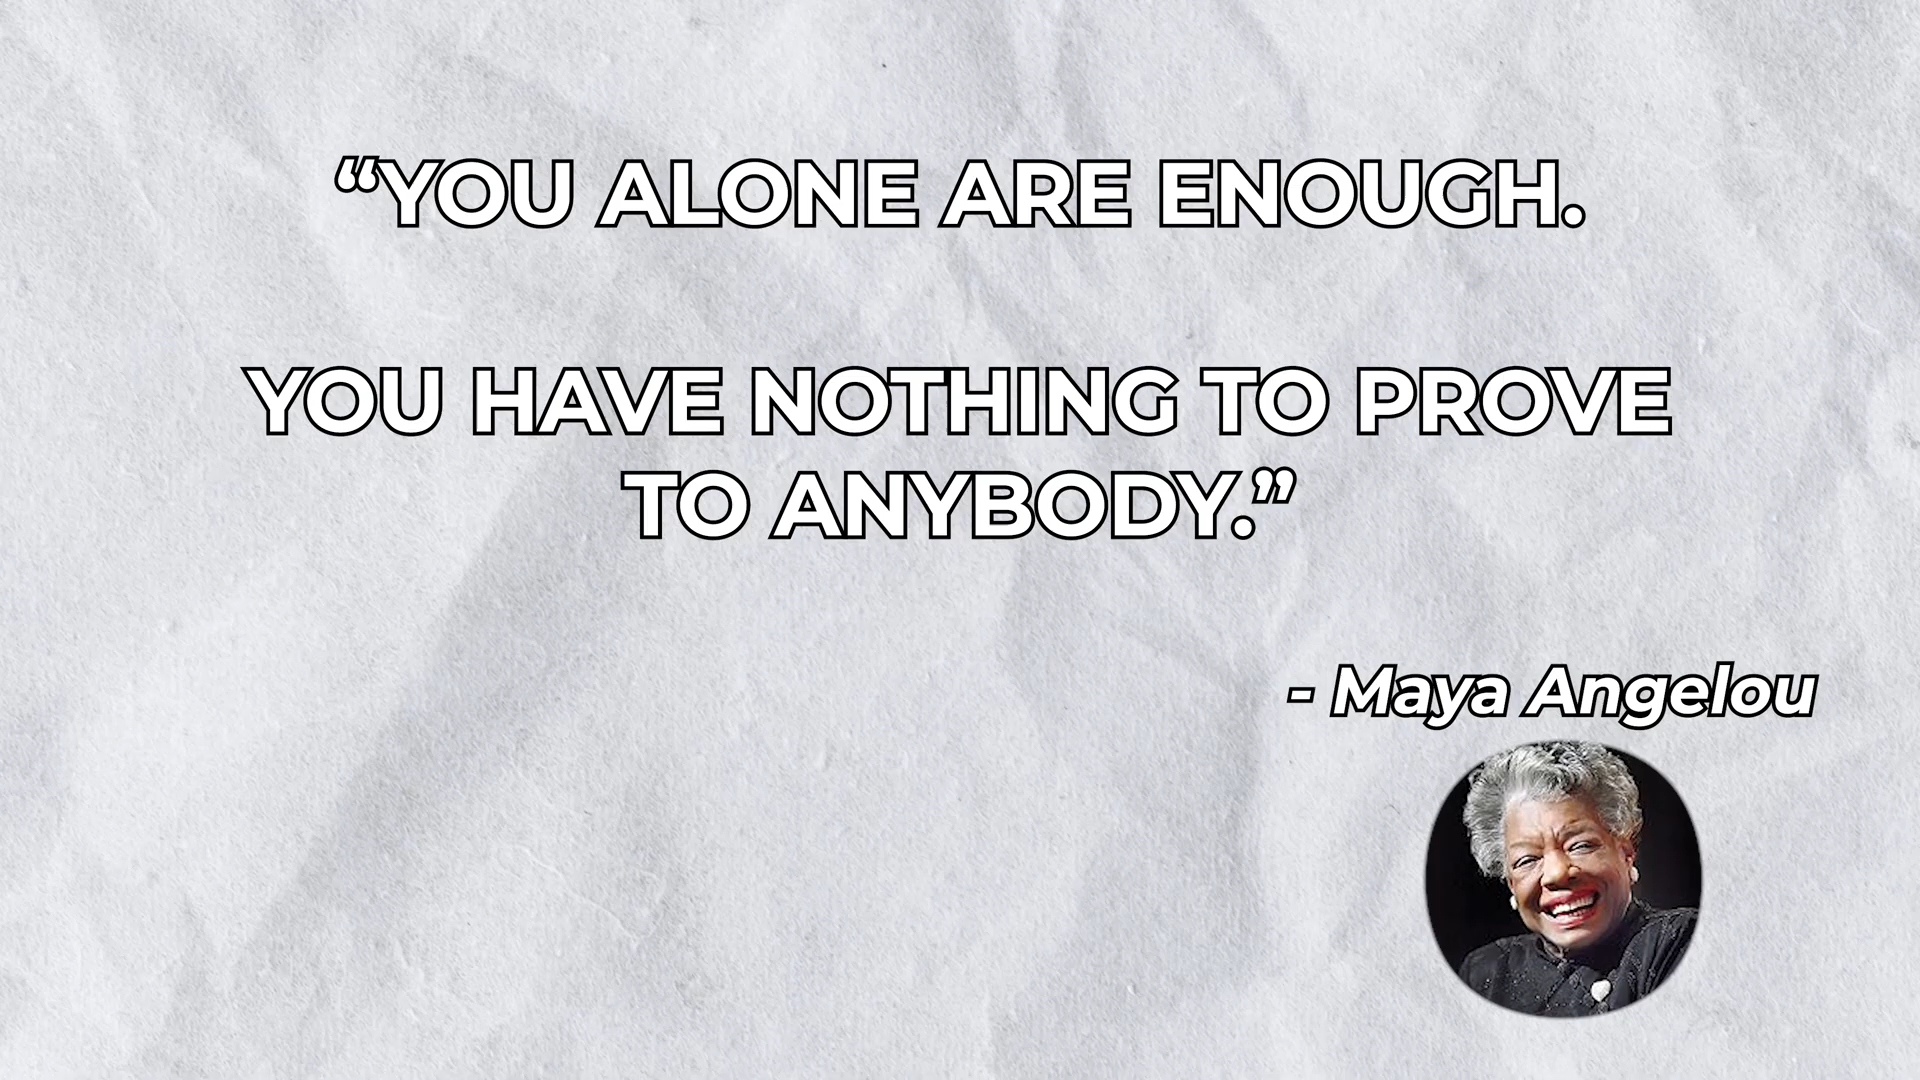 “YOU ALONE ARE ENOUGH.
YOU HAVE NOTHING TO PROVE
TO ANYBODY.”
- Maya Angelou